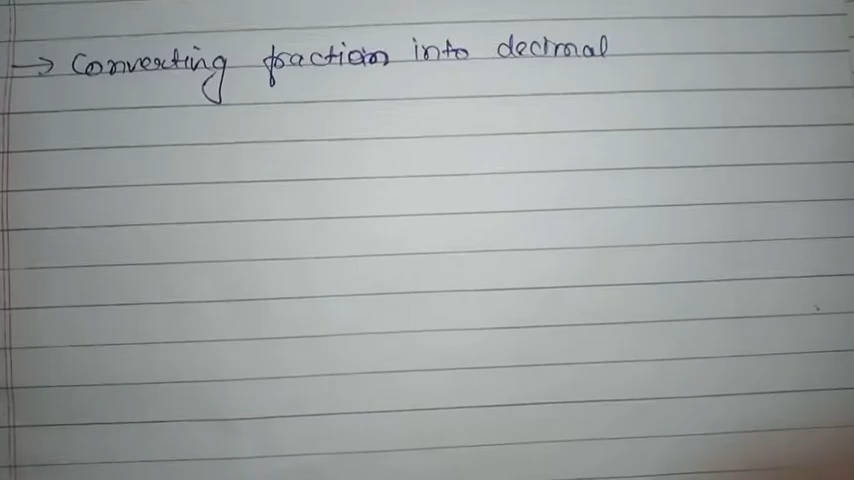 → Converting fraction into decimal